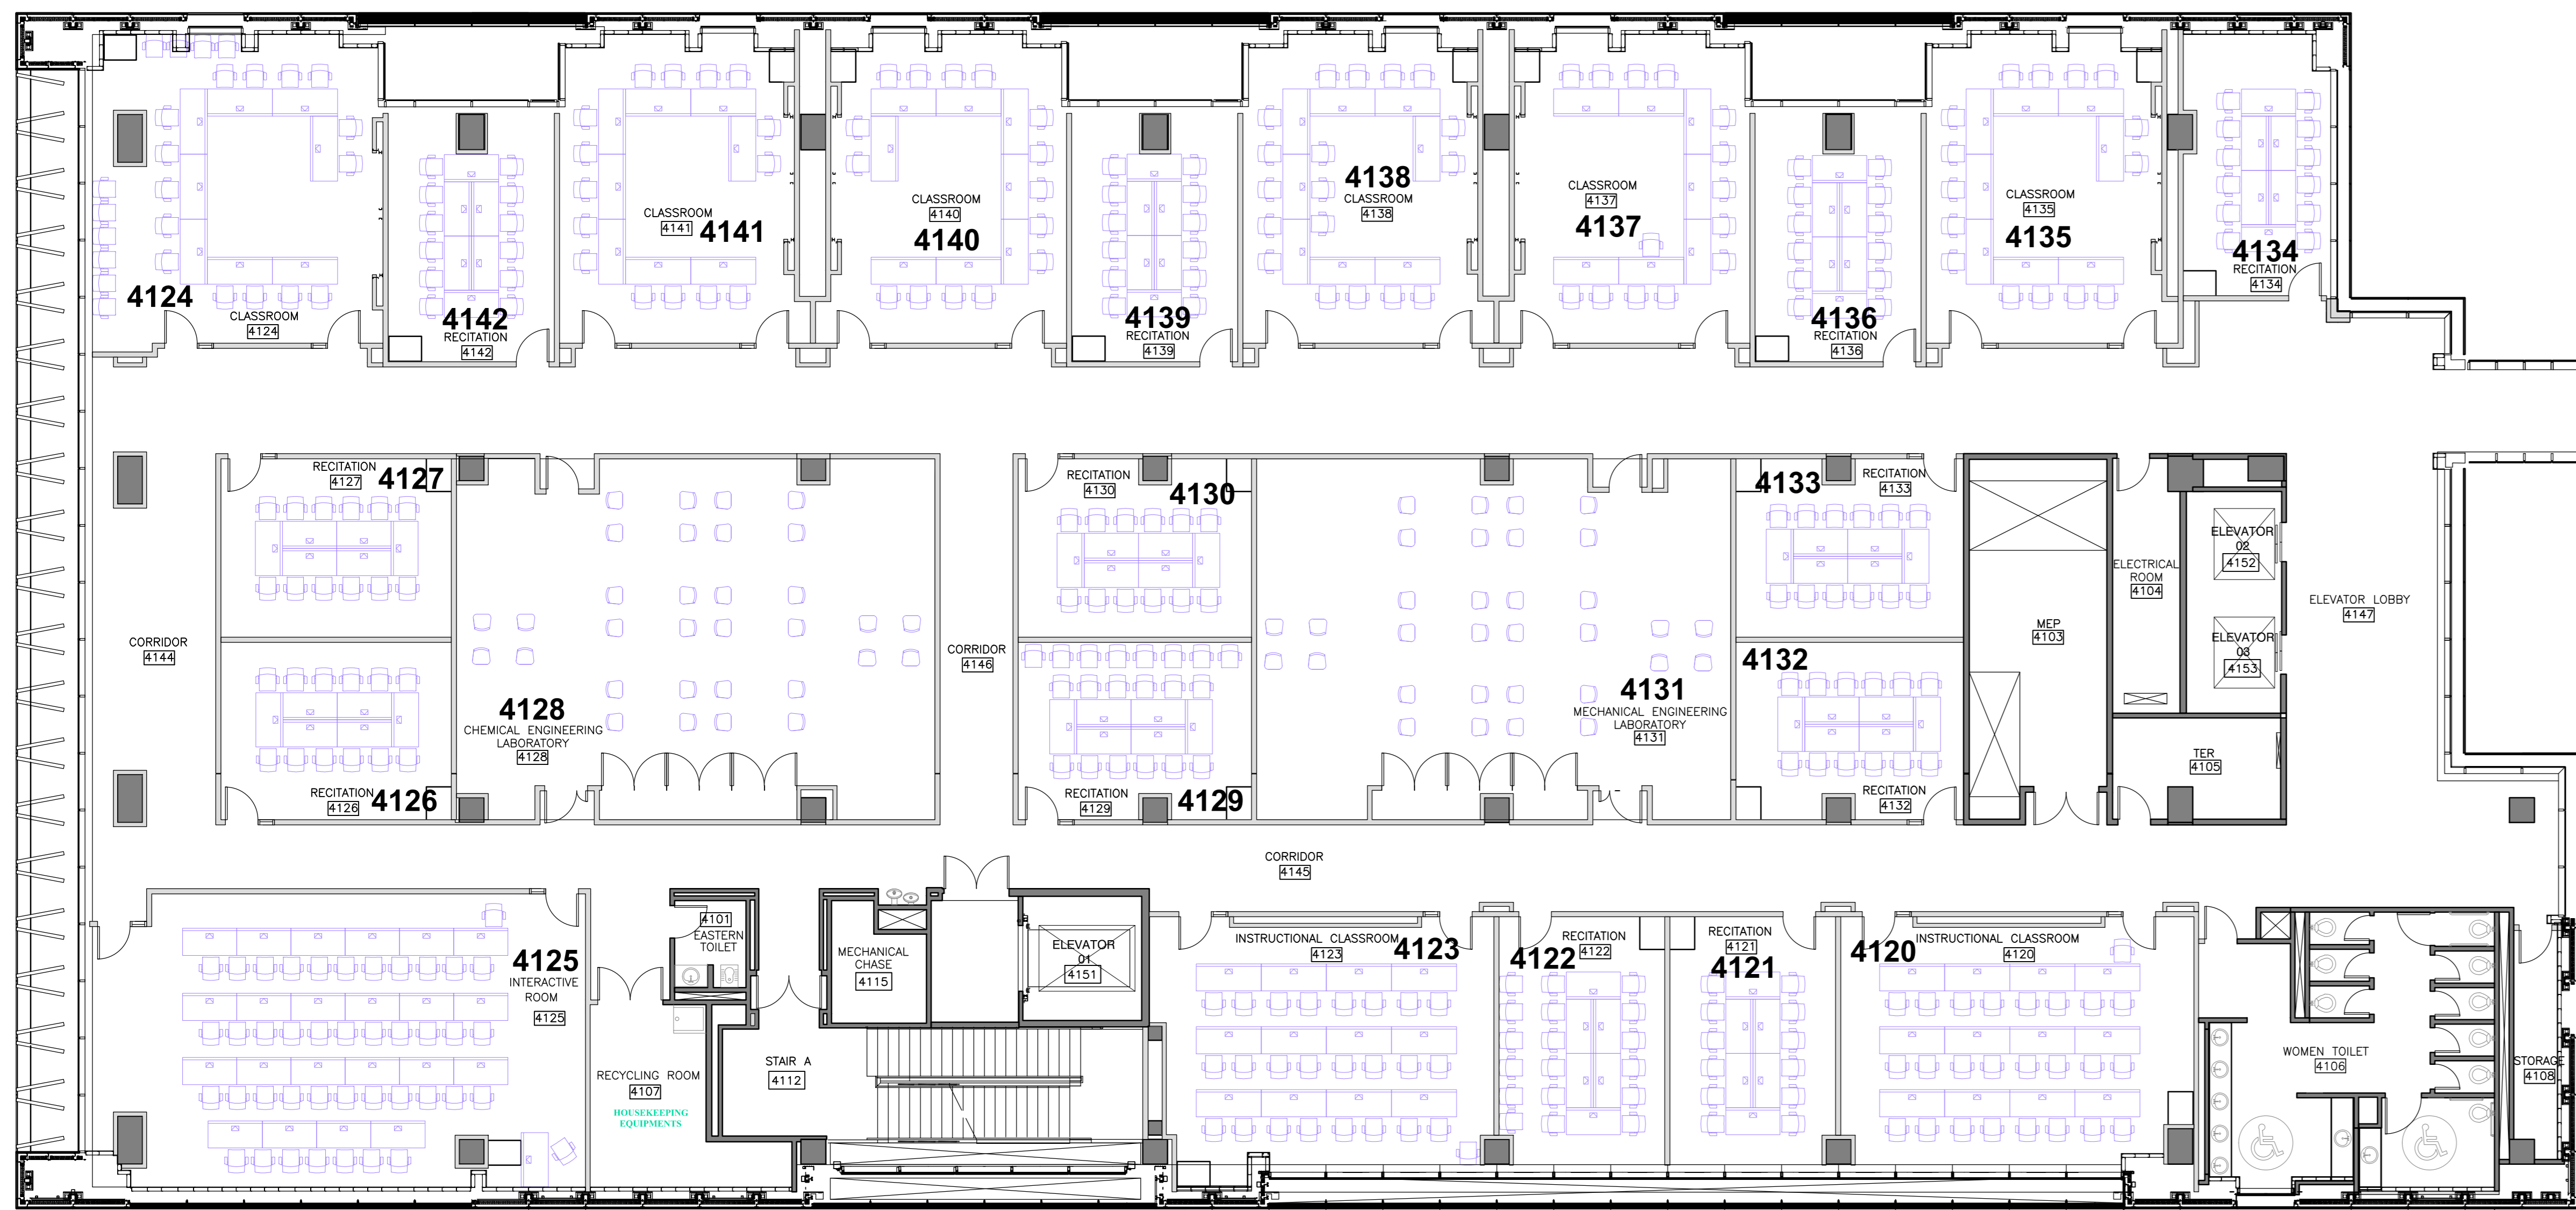 4124
CLASSROOM
4124
4142
RECITATION
4142
CLASSROOM
4141
4141
CLASSROOM
4140
4140
4139
RECITATION
4139
4138
CLASSROOM
4138
CLASSROOM
4137
4137
4136
RECITATION
4136
CLASSROOM
4135
4135
4134
RECITATION
4134
RECITATION
4127
4127
RECITATION
4130
4130
4133
RECITATION
4133
ELEVATOR
02
4152
ELECTRICAL
ROOM
4104
ELEVATOR LOBBY
4147
CORRIDOR
4144
CORRIDOR
4146
MEP
4103
ELEVATOR
03
4153
4128
CHEMICAL ENGINEERING
LABORATORY
4128
4131
MECHANICAL ENGINEERING
LABORATORY
4131
4132
RECITATION
4132
TER
4105
RECITATION
4126
4126
RECITATION
4129
4129
CORRIDOR
4145
4125
INTERACTIVE
ROOM
4125
4101
EASTERN
TOILET
MECHANICAL
CHASE
4115
ELEVATOR
01
4151
INSTRUCTIONAL CLASSROOM
4123
4123
4122
RECITATION
4122
RECITATION
4121
4121
4120
INSTRUCTIONAL CLASSROOM
4120
RECYCLING ROOM
4107
HOUSEKEEPING
EQUIPMENTS
STAIR A
4112
WOMEN TOILET
4106
STORAGE
4108